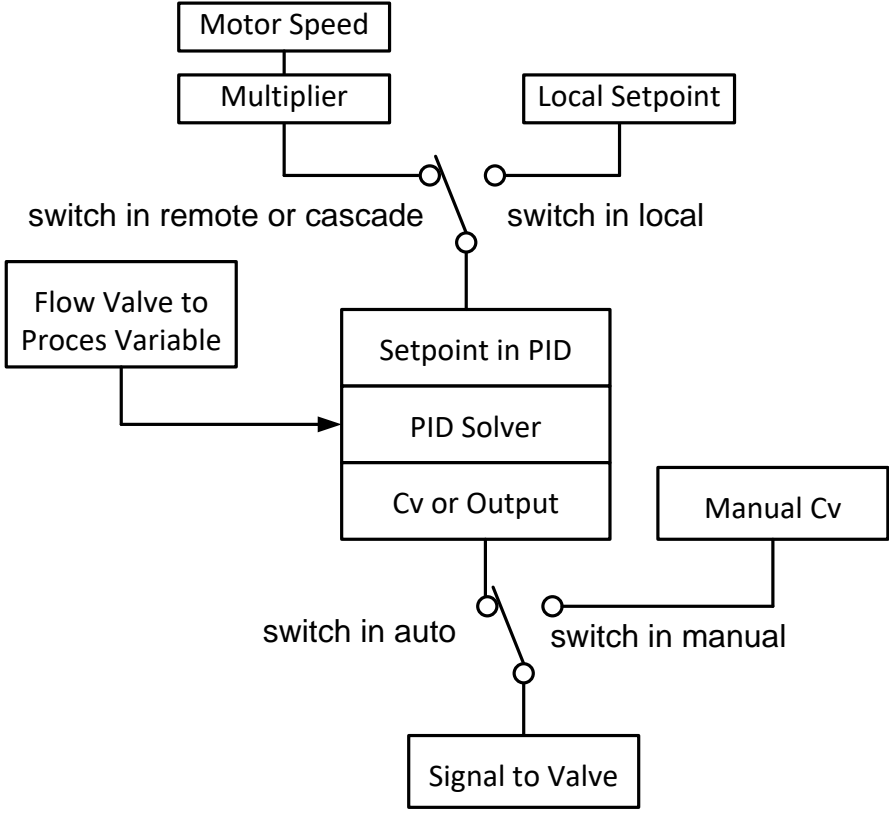 Motor Speed
Multiplier
Local Setpoint
switch in remote or cascade
switch in local
Flow Valve to
Proces Variable
Setpoint in PID
PID Solver
Cv or Output
Manual Cv
switch in auto
switch in manual
Signal to Valve